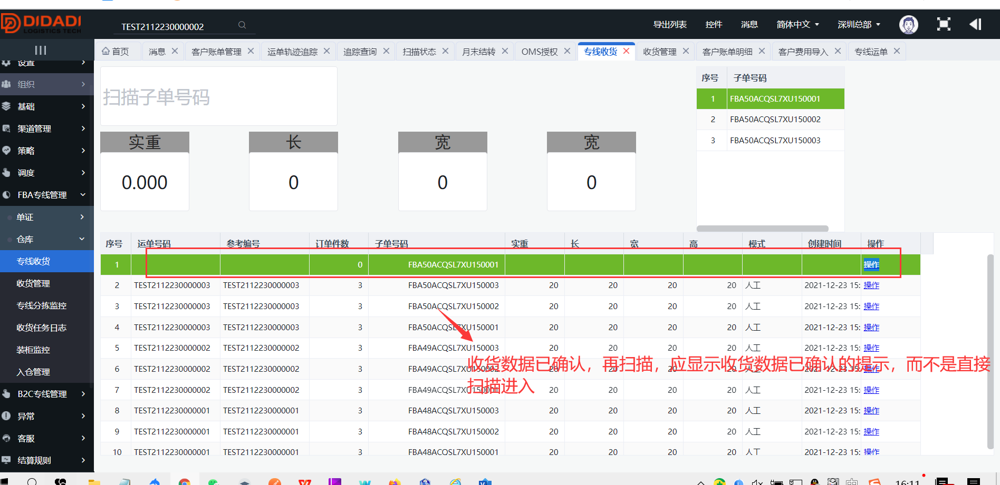 DIDADI
LOGISTICS TECH
TEST2112230000002
导出列表 控件 消息 简体中文 深圳总部
首页 消息 客户账单管理 运单轨迹追踪 追踪查询 扫描状态 月末结转 OMS授权 专线收货 收货管理 客户账单明细 客户费用导入 专线运单
设置
组织
基础
渠道管理
策略
调度
FBA专线管理
单证
仓库
专线收货
收货管理
专线分拣监控
收货任务日志
装柜监控
入仓管理
B2C专线管理
异常
客服
结算规则
扫描子单号码
实重 长 宽 宽
0.000 0 0 0
序号 子单号码
1 FBA50ACQSL7XU150001
2 FBA50ACQSL7XU150002
3 FBA50ACQSL7XU150003
序号 运单号码 参考编号 订单件数 子单号码 实重 长 宽 高 模式 创建时间 操作
1 0 FBA50ACQSL7XU150001 操作
2 TEST2112230000003 TEST2112230000003 3 FBA50ACQSL7XU150003 20 20 20 20 人工 2021-12-23 15: 操作
3 TEST2112230000003 TEST2112230000003 3 FBA50ACQSL7XU150002 20 20 20 20 人工 2021-12-23 15: 操作
4 TEST2112230000003 TEST2112230000003 3 FBA50ACQSL7XU150001 20 20 20 20 人工 2021-12-23 15: 操作
5 TEST2112230000002 TEST2112230000002 3 FBA49ACQSL7XU150003 20 20 20 20 人工 2021-12-23 15: 操作
6 TEST2112230000002 TEST2112230000002 3 FBA49ACQSL7XU150002 20 20 20 20 人工 2021-12-23 15: 操作
7 TEST2112230000002 TEST2112230000002 3 FBA49ACQSL7XU150001 20 20 20 20 人工 2021-12-23 15: 操作
8 TEST2112230000001 TEST2112230000001 3 FBA48ACQSL7XU150003 20 20 20 20 人工 2021-12-23 15: 操作
9 TEST2112230000001 TEST2112230000001 3 FBA48ACQSL7XU150002 20 20 20 20 人工 2021-12-23 15: 操作
10 TEST2112230000001 TEST2112230000001 3 FBA48ACQSL7XU150001 20 20 20 20 人工 2021-12-23 15: 操作
收货数据已确认，再扫描，应显示收货数据已确认的提示，而不是直接
扫描进入
16:11